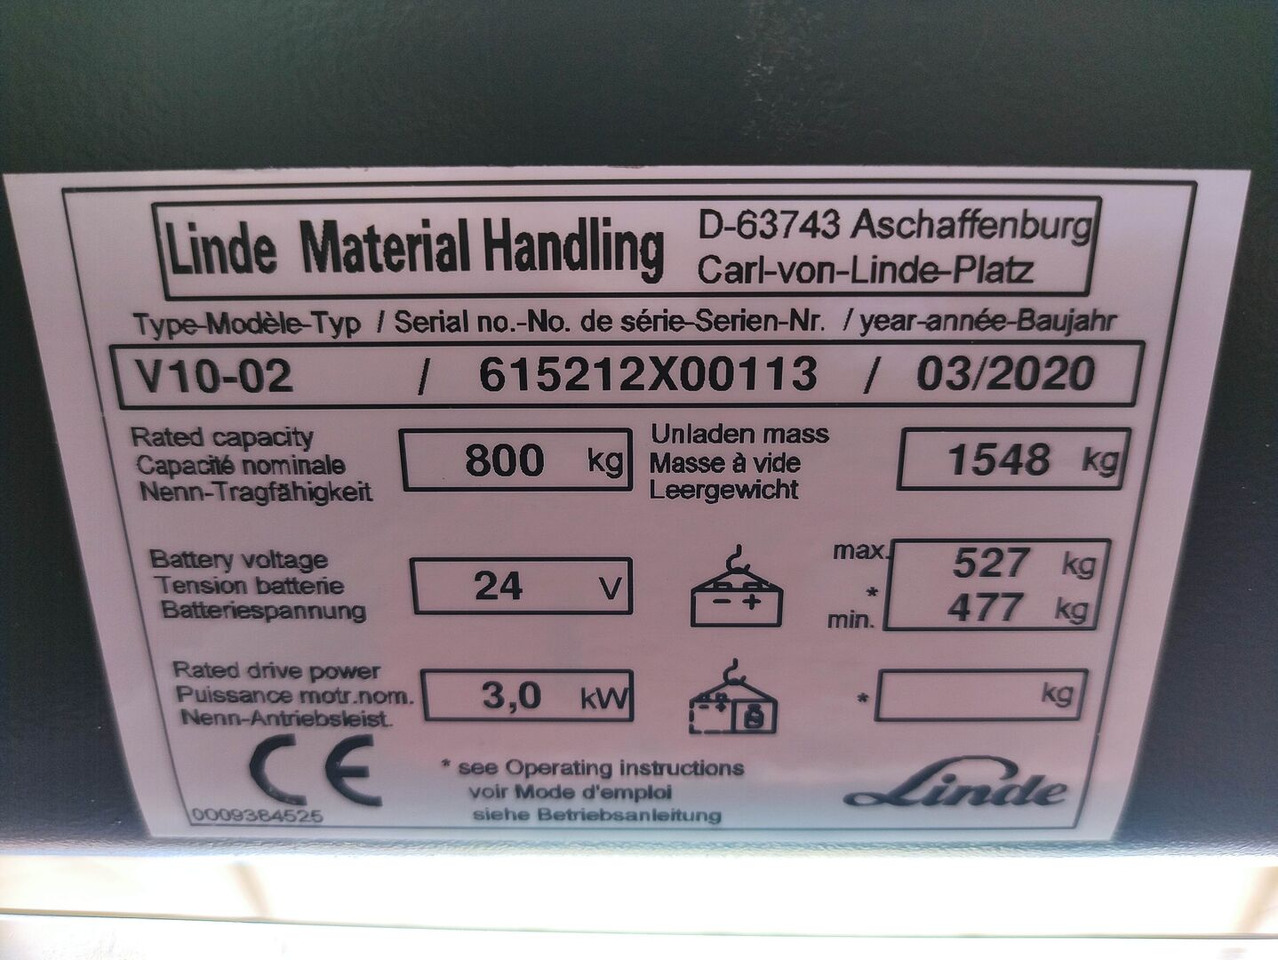 Linde Material Handling
D-63743 Aschaffenburg
Carl-von-Linde-Platz
Type-Modèle-Typ / Serial no.-No. de série-Serien-Nr. / year-année-Baujahr
V10-02 / 615212X00113 / 03/2020
Rated capacity
Capacité nominale
Nenn-Tragfähigkeit
800 kg
Unladen mass
Masse à vide
Leergewicht
1548 kg
Battery voltage
Tension batterie
Batteriespannung
24 V
max. 527 kg
*
min. 477 kg
Rated drive power
Puissance motr.nom.
Nenn-Antriebsleist.
3,0 kW
* kg
CE
0009384525
* see Operating instructions
voir Mode d'emploi
siehe Betriebsanleitung
Linde